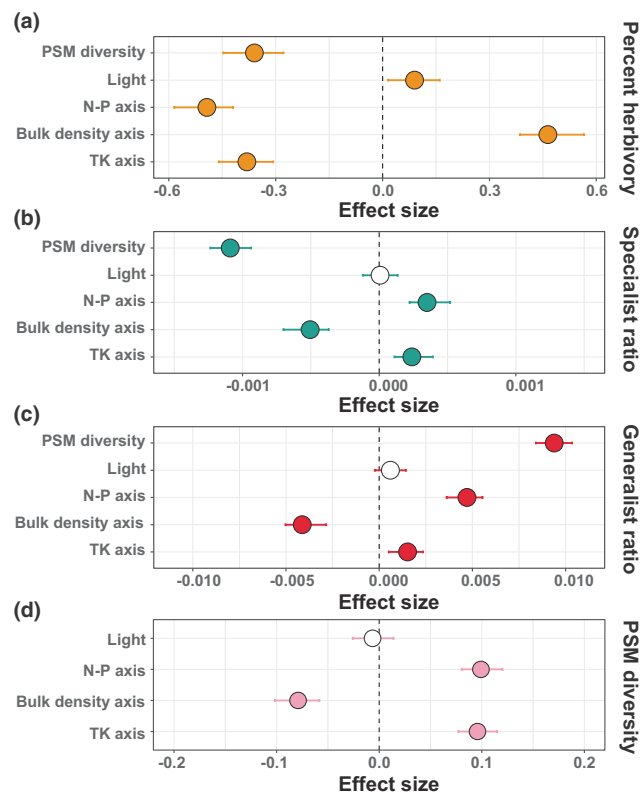 (a)
PSM diversity
Light
N-P axis
Bulk density axis
TK axis
-0.6 -0.3 0.0 0.3 0.6
Effect size
Percent herbivory
(b)
PSM diversity
Light
N-P axis
Bulk density axis
TK axis
-0.001 0.000 0.001
Effect size
Specialist ratio
(c)
PSM diversity
Light
N-P axis
Bulk density axis
TK axis
-0.010 -0.005 0.000 0.005 0.010
Effect size
Generalist ratio
(d)
Light
N-P axis
Bulk density axis
TK axis
-0.2 -0.1 0.0 0.1 0.2
Effect size
PSM diversity